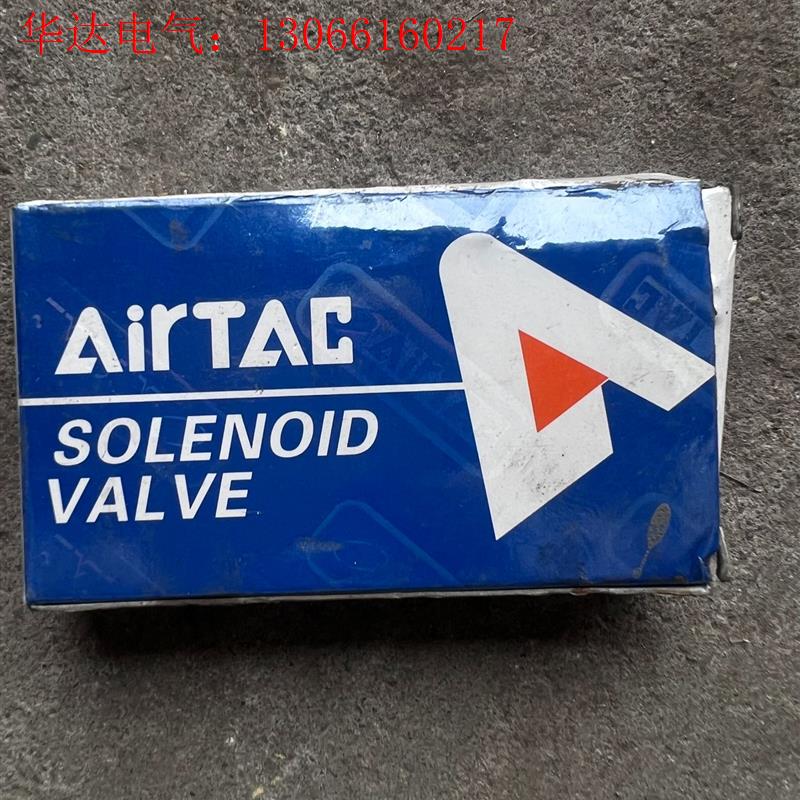 华达电气：13066160217
AirTAC
SOLENOID
VALVE